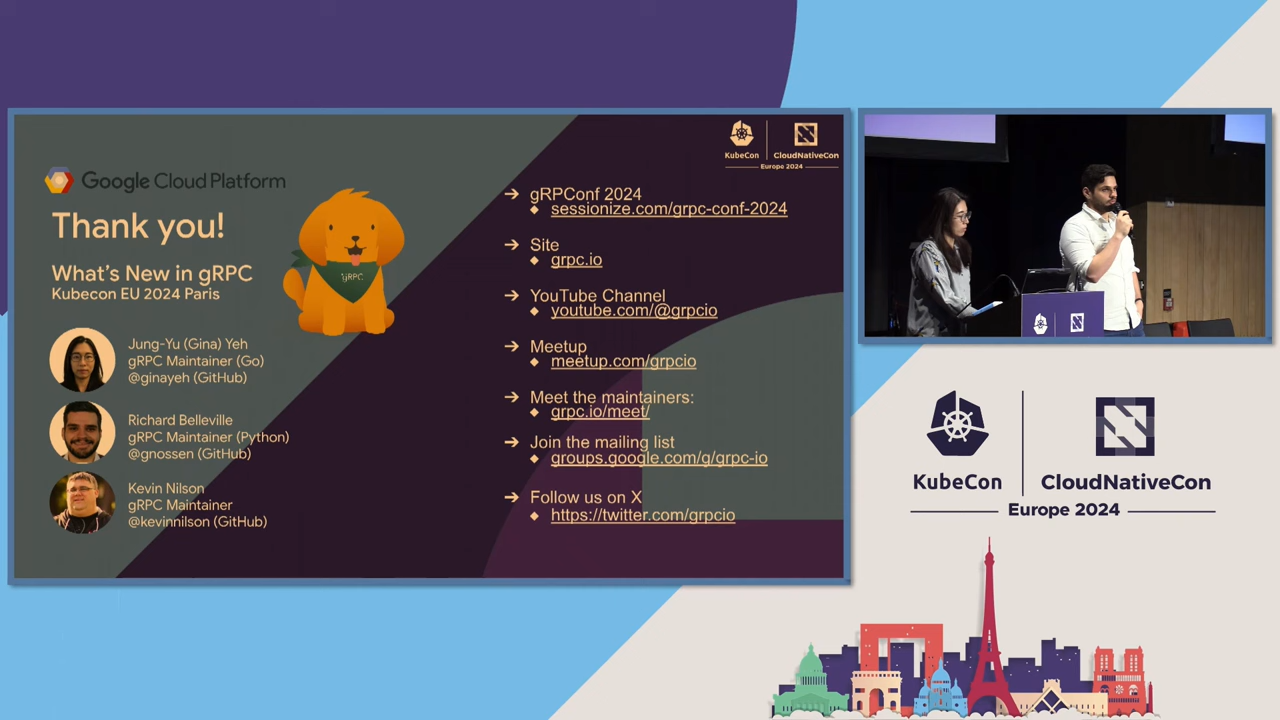 Google Cloud Platform
Thank you!
What's New in gRPC
Kubecon EU 2024 Paris
gRPC
Jung-Yu (Gina) Yeh
gRPC Maintainer (Go)
@ginayeh (GitHub)
Richard Belleville
gRPC Maintainer (Python)
@gnossen (GitHub)
Kevin Nilson
gRPC Maintainer
@kevinnilson (GitHub)
KubeCon CloudNativeCon
Europe 2024
→ gRPConf 2024
◆ sessionize.com/grpc-conf-2024
→ Site
◆ grpc.io
→ YouTube Channel
◆ youtube.com/@grpcio
→ Meetup
◆ meetup.com/grpcio
→ Meet the maintainers:
◆ grpc.io/meet/
→ Join the mailing list
◆ groups.google.com/g/grpc-io
→ Follow us on X
◆ https://twitter.com/grpcio
KubeCon CloudNativeCon
Europe 2024